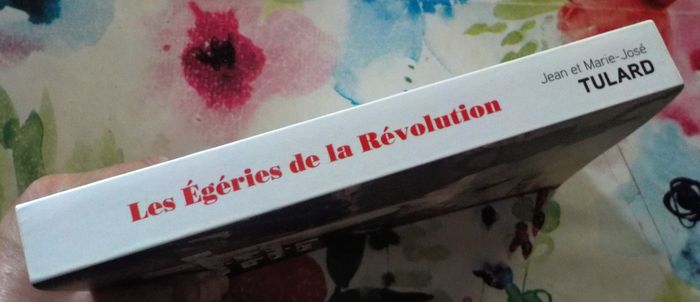 Les Égéries de la Révolution
Jean et Marie-José
TULARD